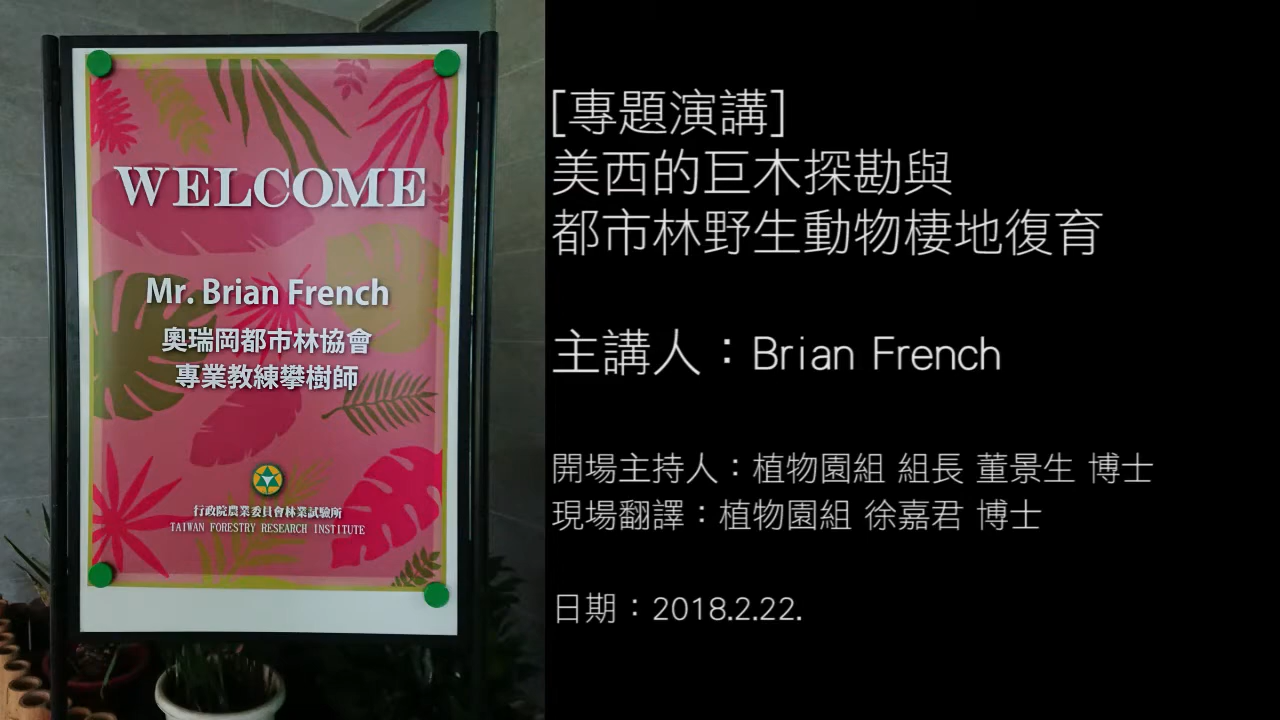 WELCOME
Mr. Brian French
奧瑞岡都市林協會
專業教練攀樹師
行政院農業委員會林業試驗所
TAIWAN FORESTRY RESEARCH INSTITUTE
[專題演講]
美西的巨木探勘與
都市林野生動物棲地復育
主講人：Brian French
開場主持人：植物園組 組長 董景生 博士
現場翻譯：植物園組 徐嘉君 博士
日期：2018.2.22.